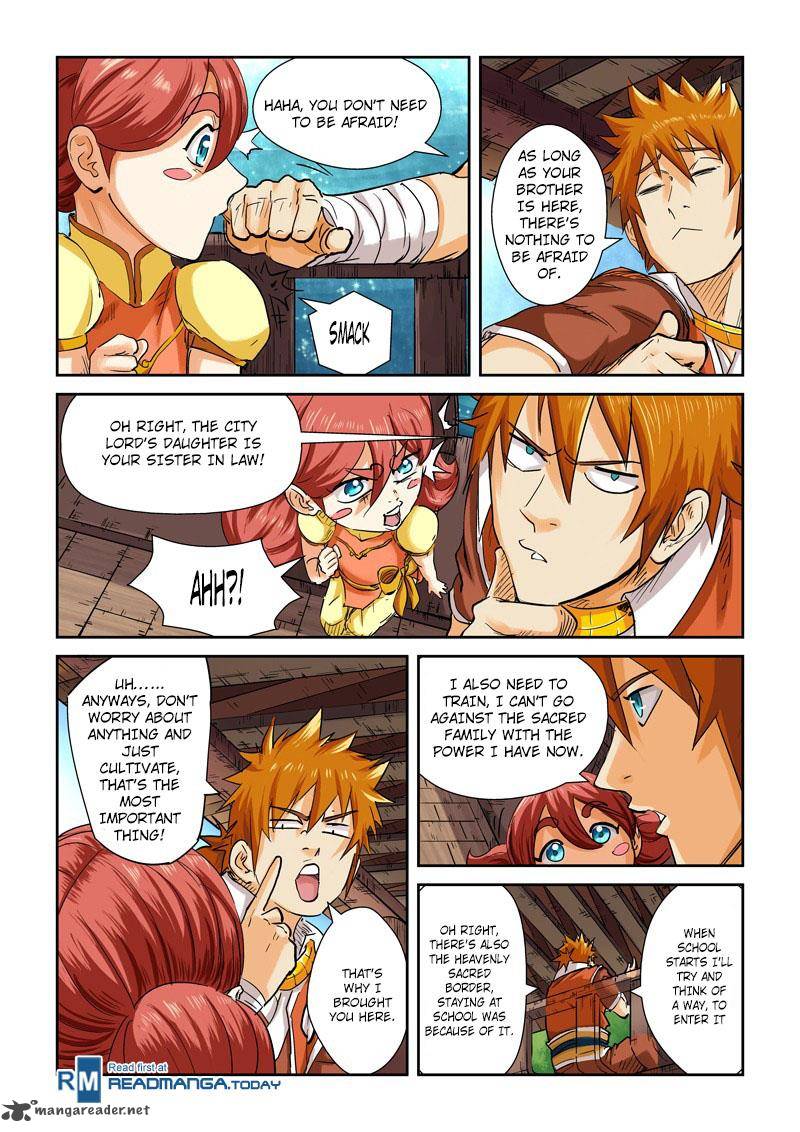 HAHA, YOU DON'T NEED
TO BE AFRAID!
SMACK
AS LONG
AS YOUR
BROTHER
IS HERE,
THERE'S
NOTHING TO
BE AFRAID
OF.
OH RIGHT, THE CITY
LORD'S DAUGHTER IS
YOUR SISTER IN LAW!
AHH?!
UH......
ANYWAYS, DON'T
WORRY ABOUT
ANYTHING AND
JUST
CULTIVATE,
THAT'S THE
MOST
IMPORTANT
THING!
THAT'S
WHY I
BROUGHT
YOU HERE.
I ALSO NEED TO
TRAIN, I CAN'T GO
AGAINST THE SACRED
FAMILY WITH THE
POWER I HAVE NOW.
OH RIGHT,
THERE'S ALSO
THE HEAVENLY
SACRED
BORDER,
STAYING AT
SCHOOL WAS
BECAUSE OF IT.
WHEN
SCHOOL
STARTS I'LL
TRY AND
THINK OF
A WAY, TO
ENTER IT
RM
Read first at
READMANGA.TODAY
mangareader.net